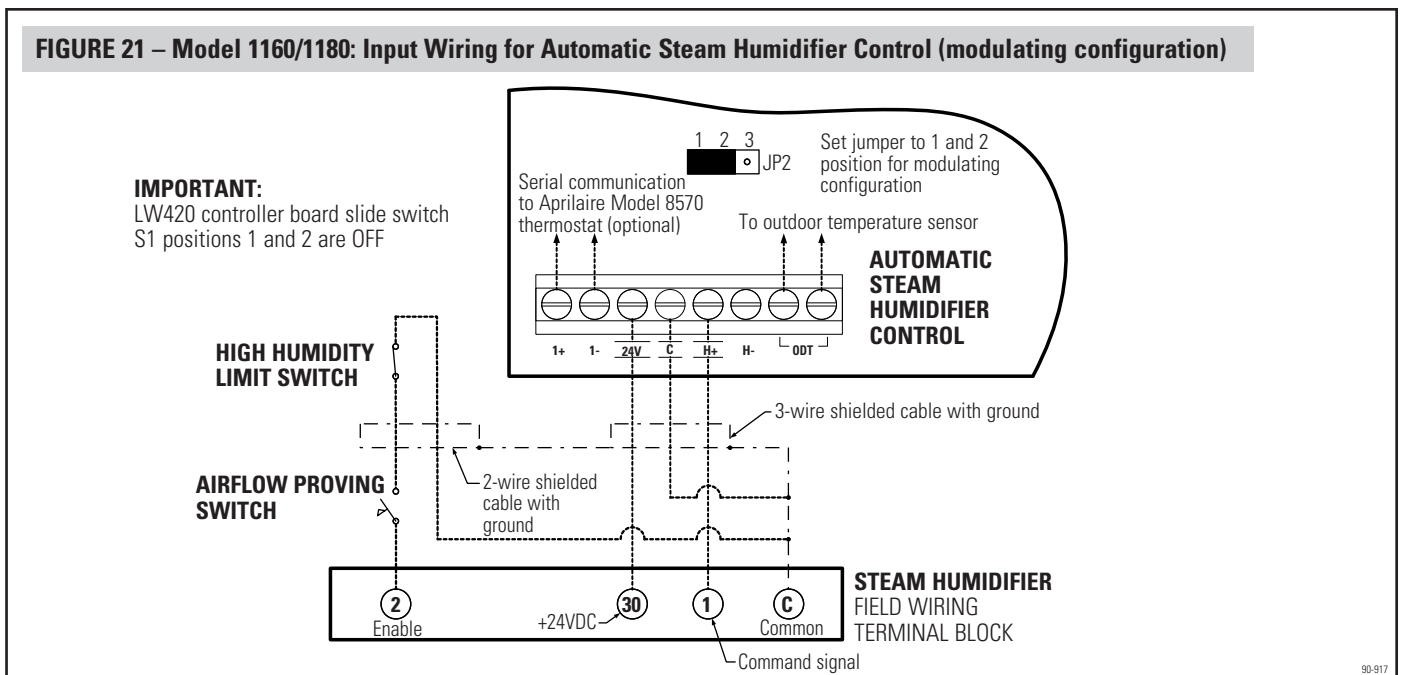 FIGURE 21 – Model 1160/1180: Input Wiring for Automatic Steam Humidifier Control (modulating configuration)
1 2 3
JP2
Set jumper to 1 and 2
position for modulating
configuration
IMPORTANT:
LW420 controller board slide switch
S1 positions 1 and 2 are OFF
Serial communication
to Aprilaire Model 8570
thermostat (optional)
To outdoor temperature sensor
AUTOMATIC
STEAM
HUMIDIFIER
CONTROL
1+ 1- 24V C H+ H- ODT
HIGH HUMIDITY
LIMIT SWITCH
3-wire shielded cable with ground
AIRFLOW PROVING
SWITCH
2-wire shielded
cable with
ground
2
Enable
+24VDC
30
1
C
Common
STEAM HUMIDIFIER
FIELD WIRING
TERMINAL BLOCK
Command signal
90-917